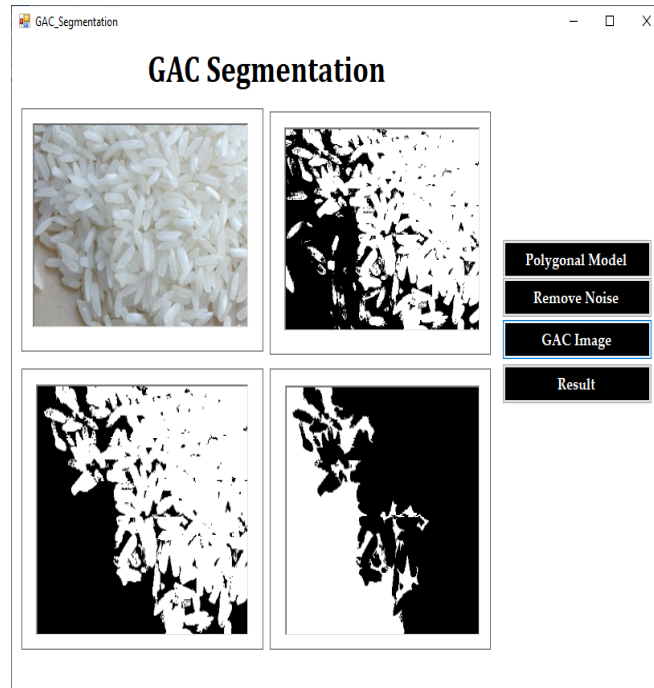 GAC_Segmentation
GAC Segmentation
Polygonal Model
Remove Noise
GAC Image
Result